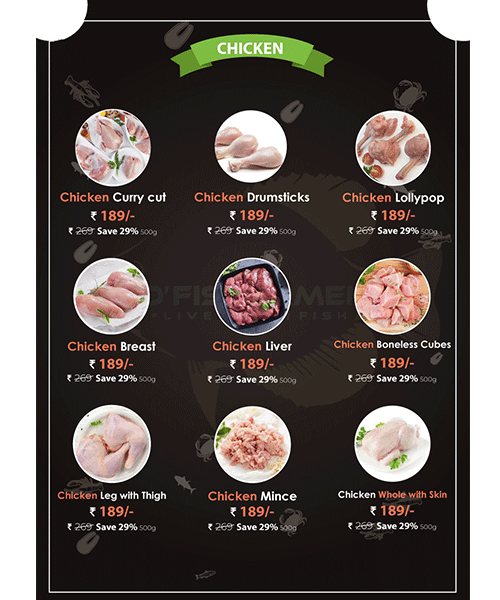 CHICKEN
Chicken Curry cut
₹ 189/-
₹ 269 Save 29% 500g
Chicken Drumsticks
₹ 189/-
₹ 269 Save 29% 500g
Chicken Lollypop
₹ 189/-
₹ 269 Save 29% 500g
Chicken Breast
₹ 189/-
₹ 269 Save 29% 500g
Chicken Liver
₹ 189/-
₹ 269 Save 29% 500g
Chicken Boneless Cubes
₹ 189/-
₹ 269 Save 29% 500g
Chicken Leg with Thigh
₹ 189/-
₹ 269 Save 29% 500g
Chicken Mince
₹ 189/-
₹ 269 Save 29% 500g
Chicken Whole with Skin
₹ 189/-
₹ 269 Save 29% 500g